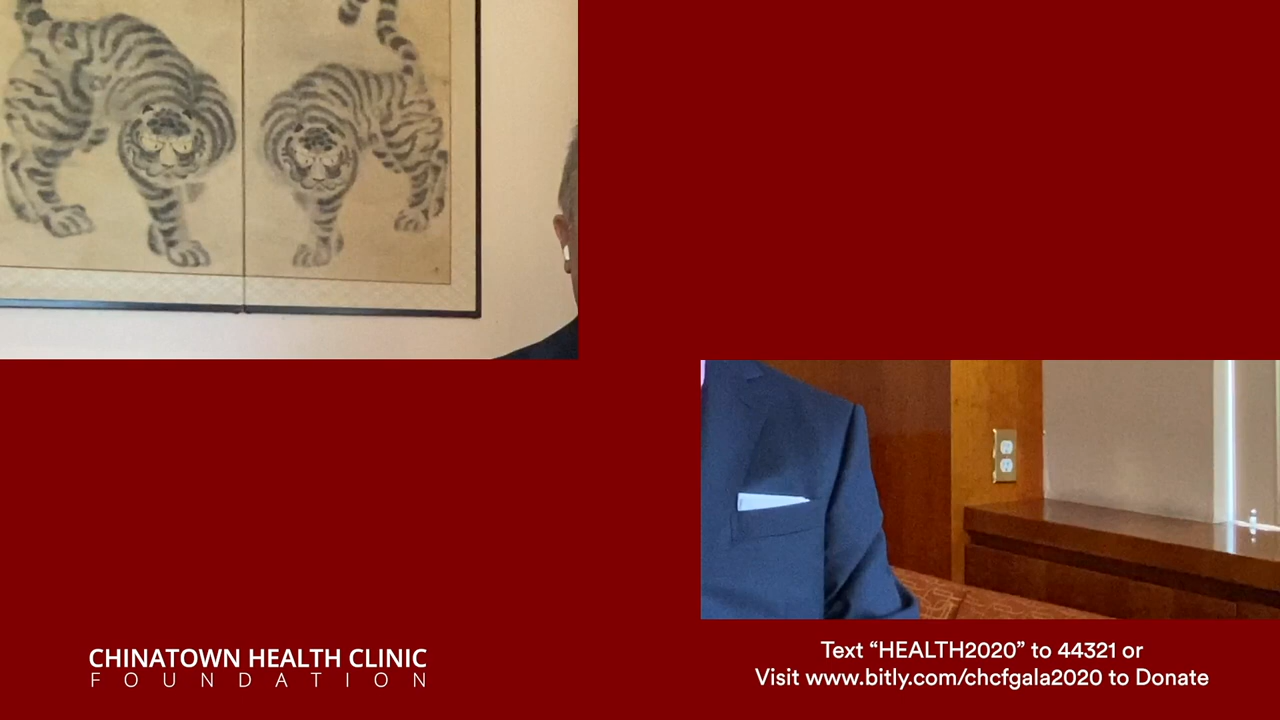 CHINATOWN HEALTH CLINIC
FOUNDATION
Text “HEALTH2020” to 44321 or
Visit www.bitly.com/chcfgala2020 to Donate